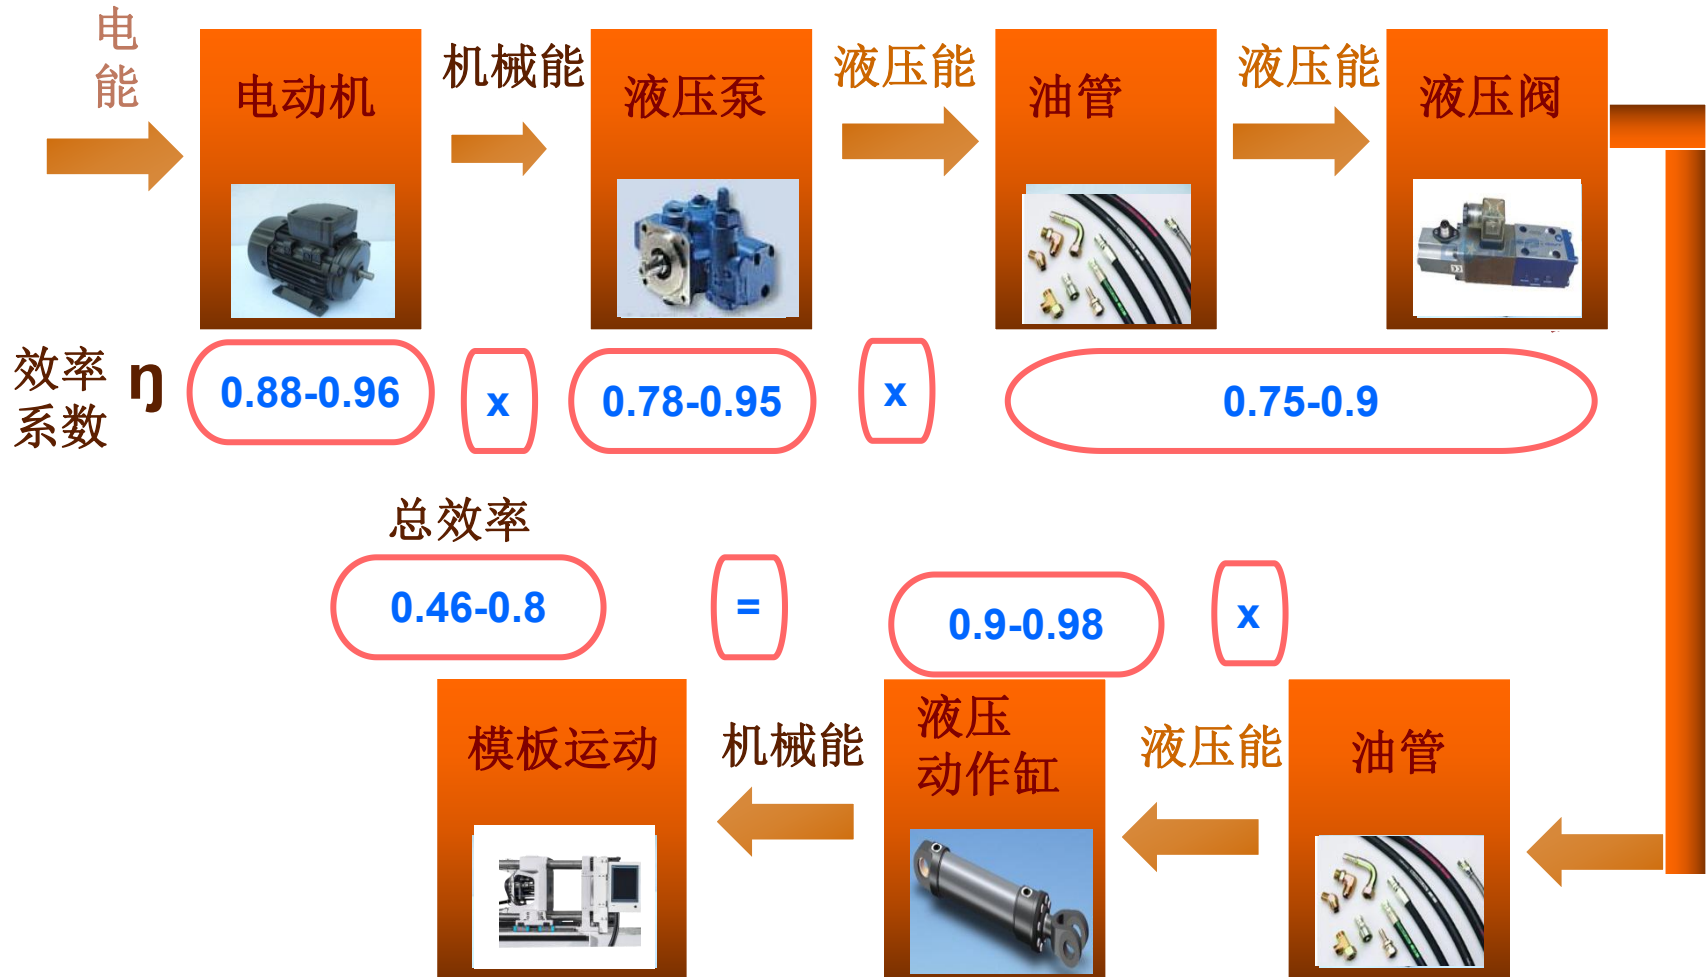 电
能
电动机
机械能
液压泵
液压能
油管
液压能
液压阀
效率
系数
ŋ
0.88-0.96
x
0.78-0.95
x
0.75-0.9
总效率
0.46-0.8
=
0.9-0.98
x
模板运动
机械能
液压
动作缸
液压能
油管